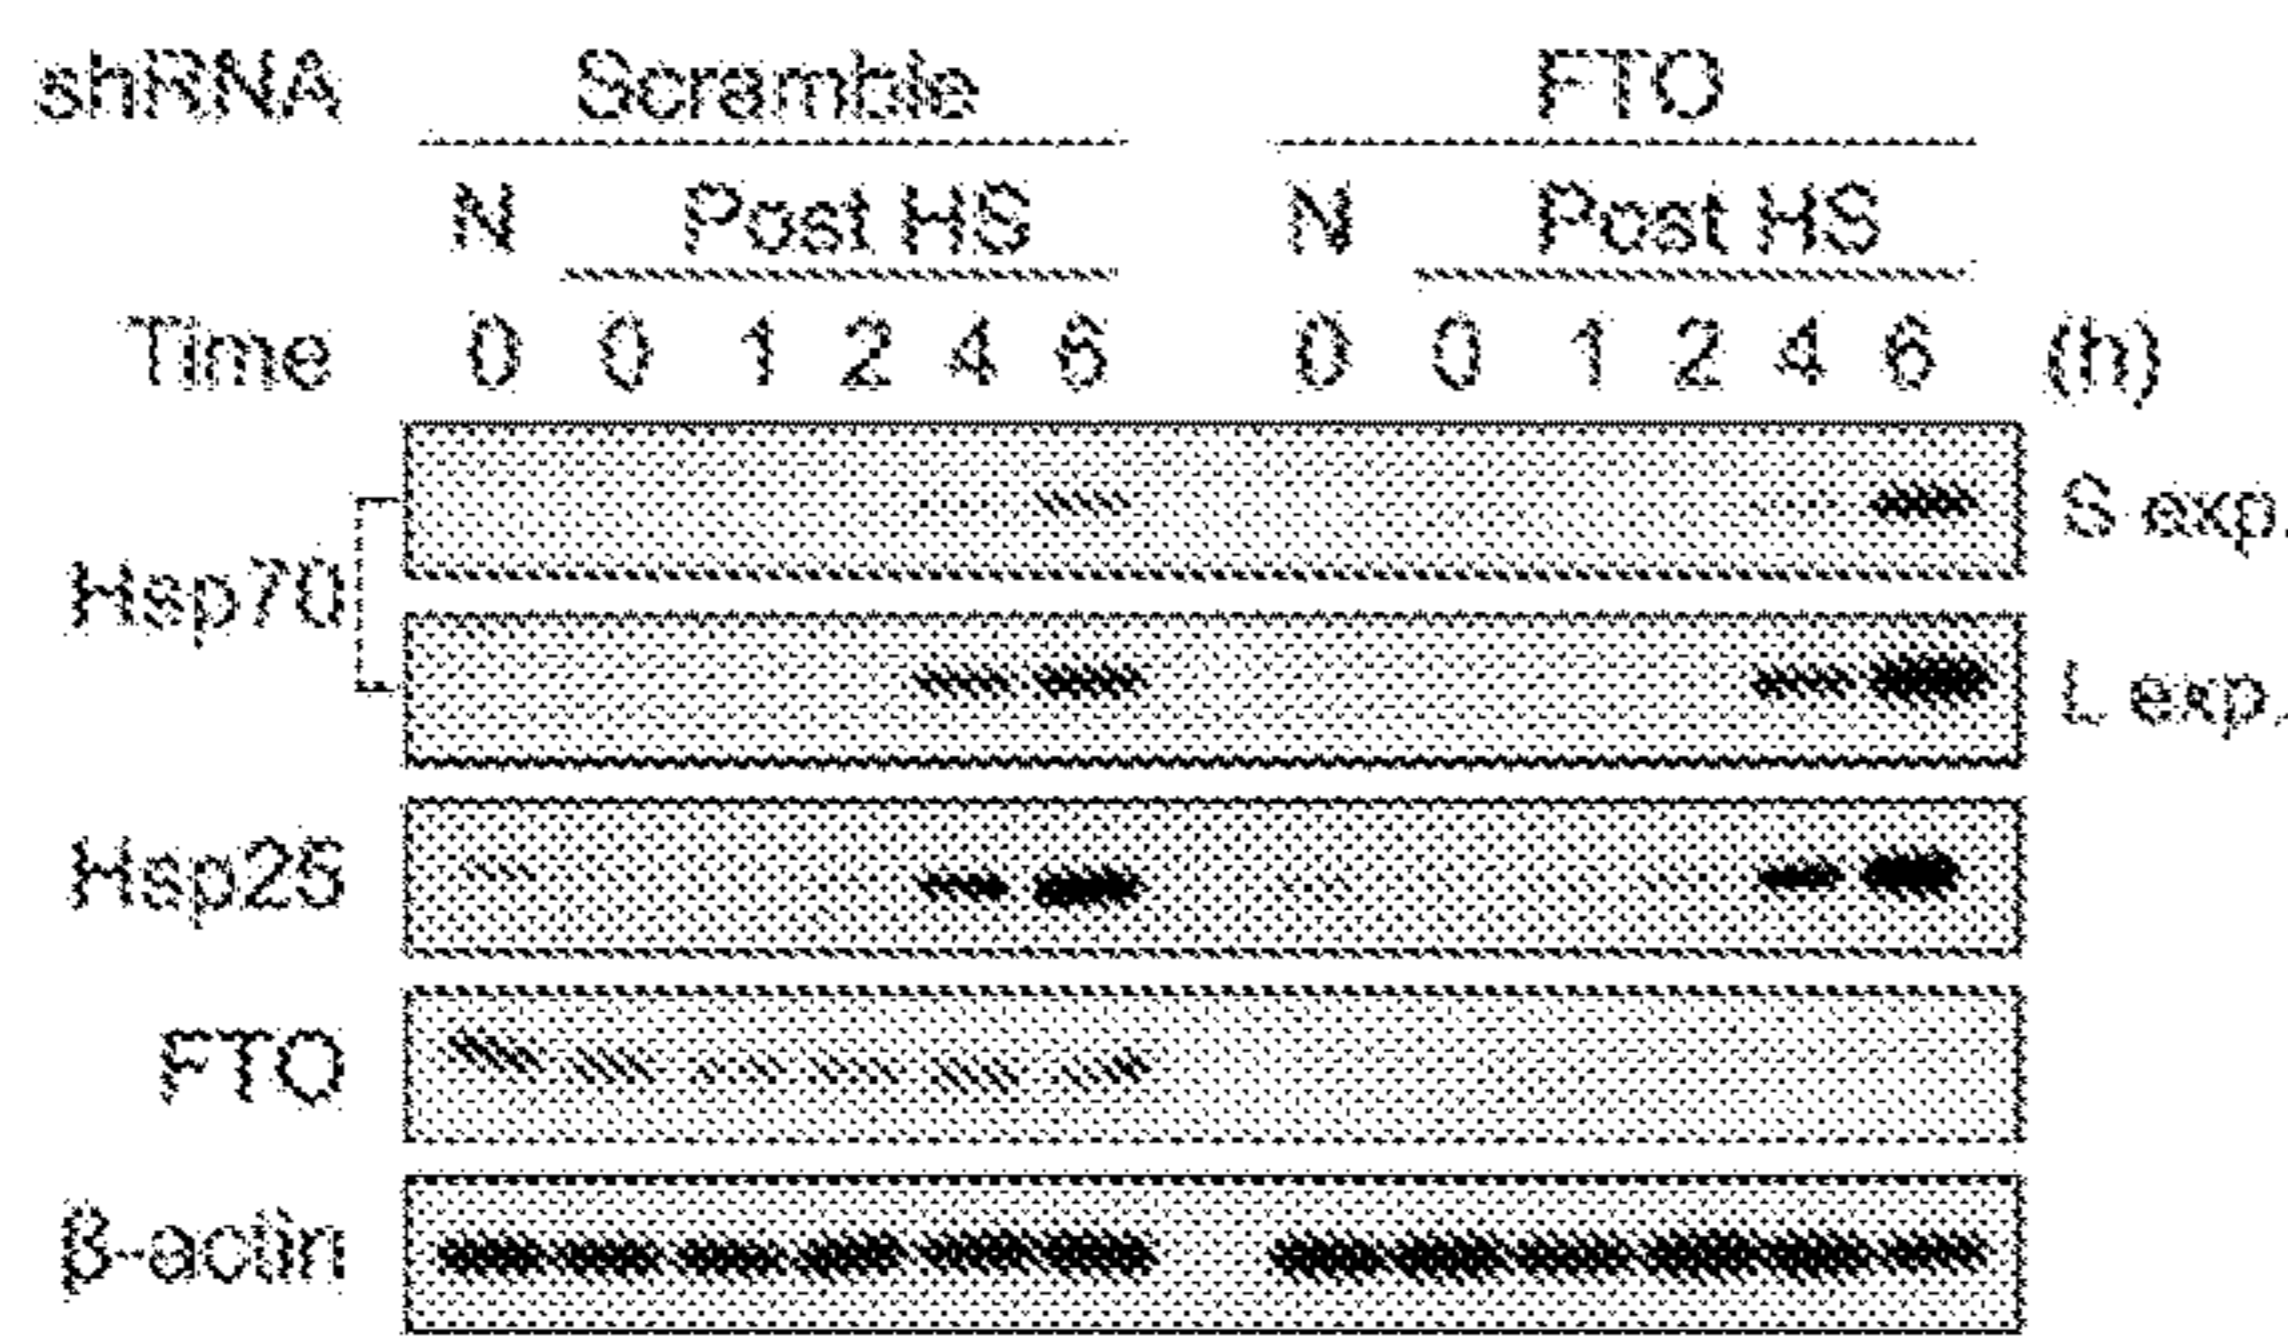 shRNA Scramble FTO
N Post HS N Post HS
Time 0 0 1 2 4 6 0 0 1 2 4 6 (h)
S exp.
Hsp70
L exp.
Hsp25
FTO
β-actin